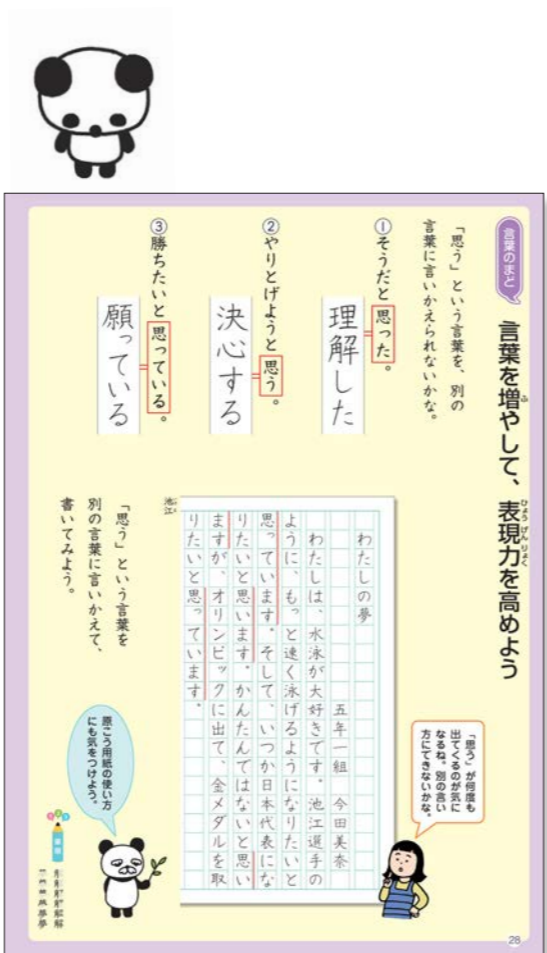 言葉のまど
言葉を増やして、表現力を高めよう
ふ
ひょうげんりょく
「思う」という言葉を、別の
言葉に言いかえられないかな。
①そうだと思った。
理解した
②やりとげようと思う。
決心する
③勝ちたいと思っている。
願っている
「思う」が何度も
出てくるのが気に
なるね。別の言い
方にできないかな。
わたしの夢
五年一組 今田美奈
わたしは、水泳が大好きです。池江選手の
ように、もっと速く泳げるようになりたいと
思っています。そして、いつか日本代表にな
りたいと思います。かんたんではないと思い
ますが、オリンピックに出て、金メダルを取
りたいと思っています。
池江
「思う」という言葉を
別の言葉に言いかえて、
書いてみよう。
原こう用紙の使い方
にも気をつけよう。
28